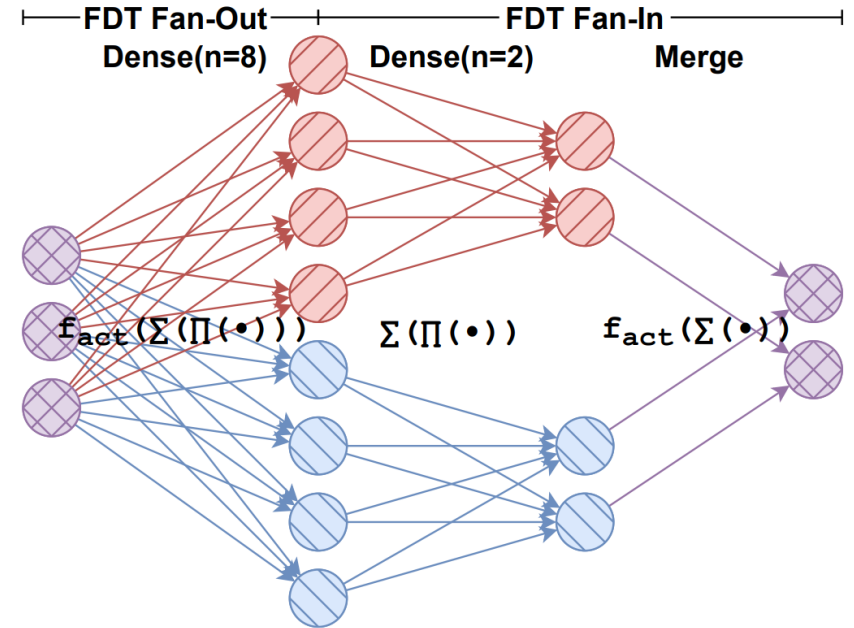 FDT Fan-Out
FDT Fan-In
Dense(n=8)
Dense(n=2)
Merge
fact(Σ(∏(•)))
Σ(∏(•))
fact(Σ(•))